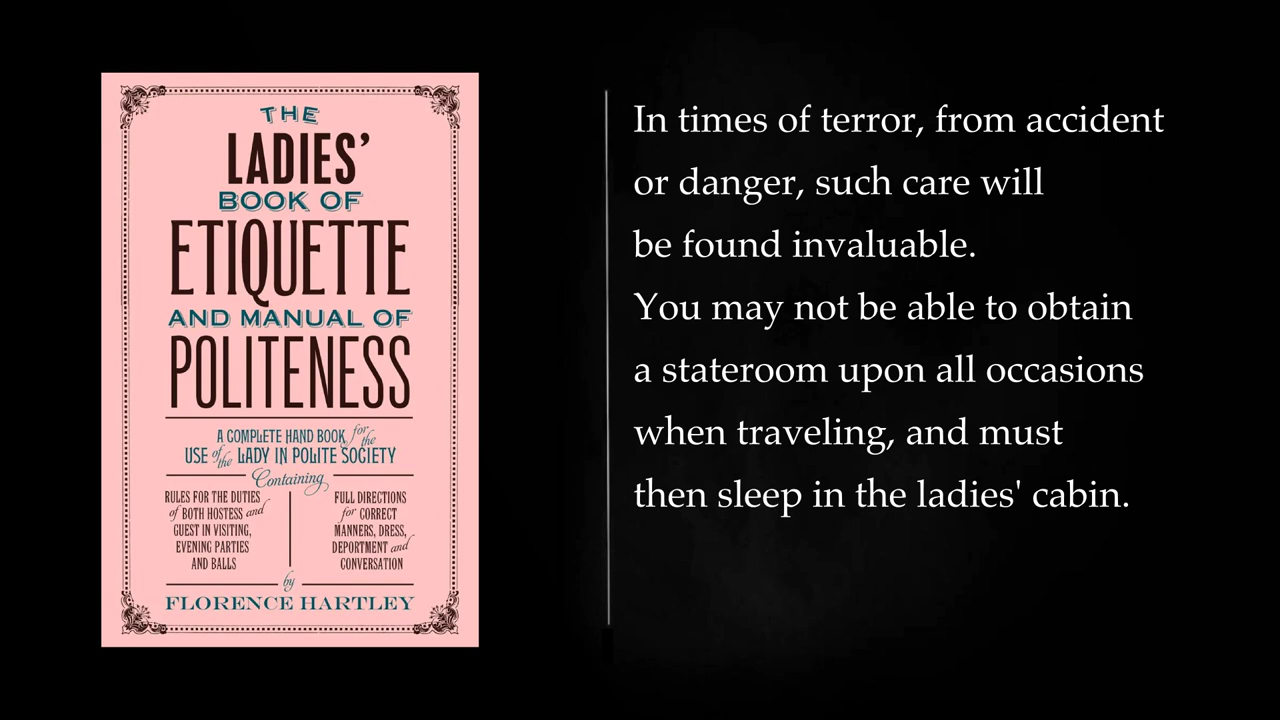 THE
LADIES'
BOOK OF
ETIQUETTE
AND MANUAL OF
POLITENESS
A COMPLETE HAND BOOK for the
USE of the LADY IN POLITE SOCIETY
Containing
RULES FOR THE DUTIES
of BOTH HOSTESS and
GUEST IN VISITING,
EVENING PARTIES
AND BALLS
FULL DIRECTIONS
for CORRECT
MANNERS, DRESS,
DEPORTMENT and
CONVERSATION
by
FLORENCE HARTLEY
In times of terror, from accident
or danger, such care will
be found invaluable.
You may not be able to obtain
a stateroom upon all occasions
when traveling, and must
then sleep in the ladies' cabin.